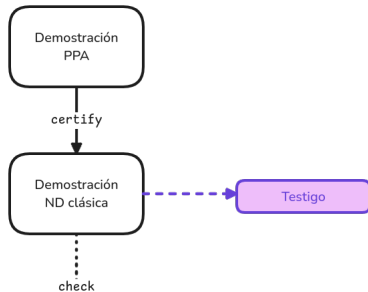 Demostración
PPA
certify
Demostración
ND clásica
Testigo
check